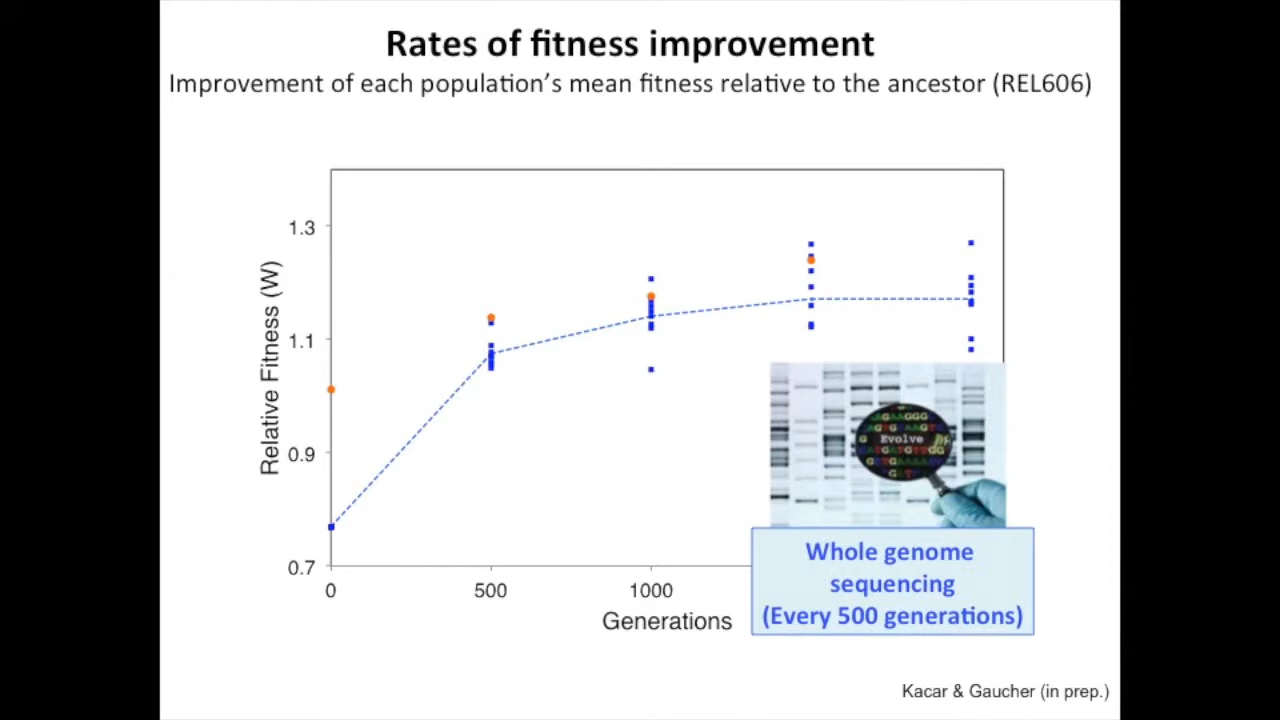 Rates of fitness improvement
Improvement of each population's mean fitness relative to the ancestor (REL606)
1.3
1.1
0.9
0.7
Relative Fitness (W)
0
500
1000
Generations
Evolve
Whole genome
sequencing
(Every 500 generations)
Kacar & Gaucher (in prep.)